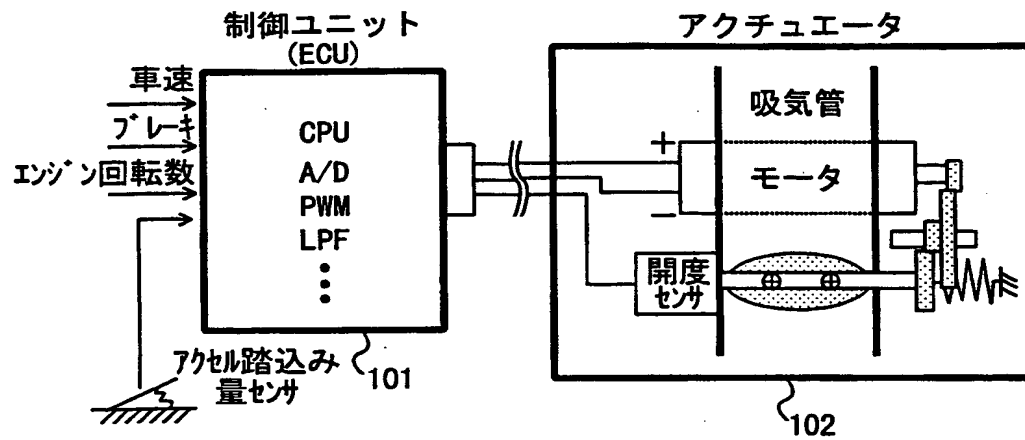 制御ユニット
(ECU)
アクチュエータ
車速
ブレーキ
エンジン回転数
CPU
A/D
PWM
LPF
吸気管
+
モータ
−
開度
センサ
アクセル踏込み
量センサ
101
102